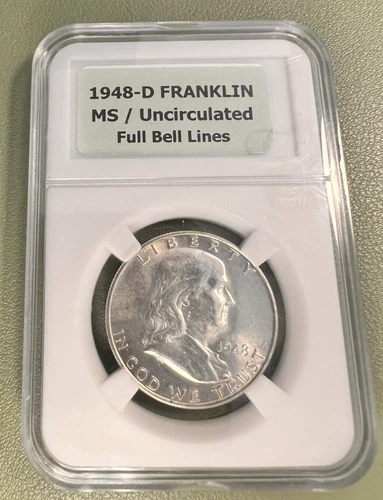 1948-D FRANKLIN
MS / Uncirculated
Full Bell Lines
LIBERTY
1948
IN GOD WE TRUST